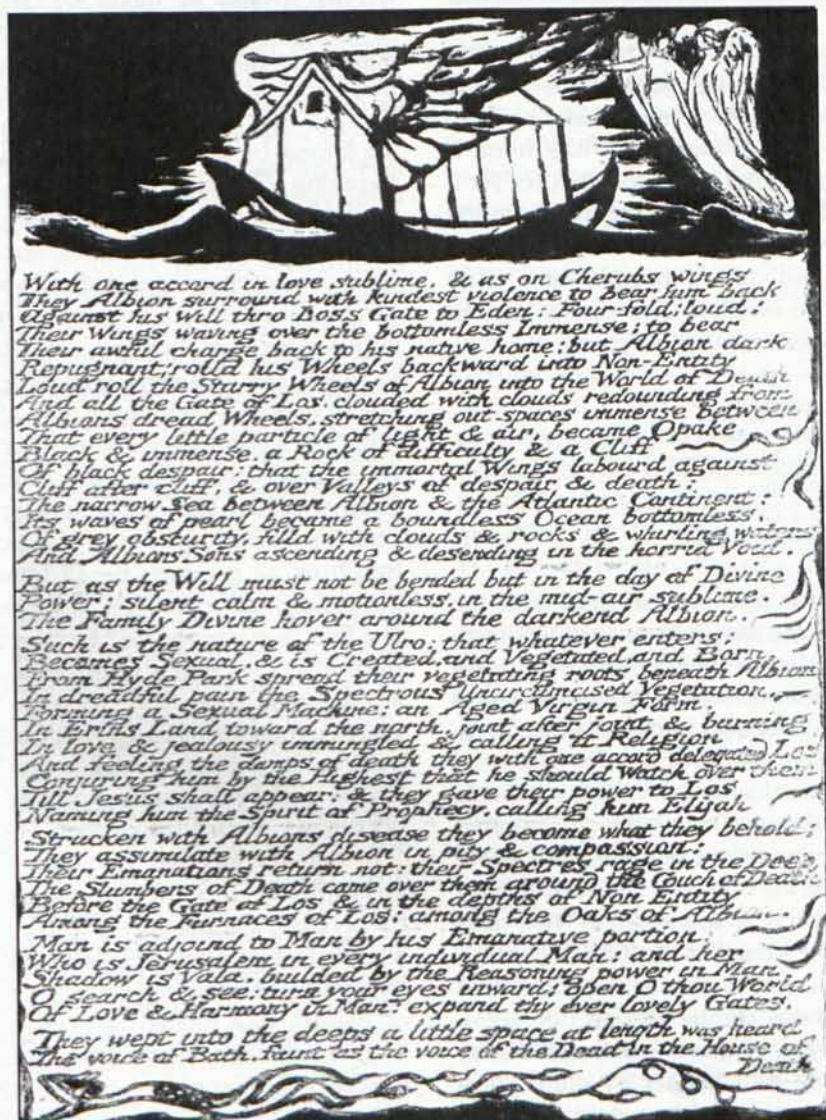 With one accord in love sublime, & as on Cherubs wings
They Albion surround with kindest violence to bear him back
Against his will thro Loss Gate to Eden: Four-fold; loud!
Their Wings waving over the bottomless Immense: to bear
Their awful charge back to his native home: but Albion dark,
Repugnant; rolld his Wheels backward into Non-Entity
Loud roll the Starry Wheels of Albion into the World of Death
And all the Gate of Los, clouded with clouds redounding from
Albions dread Wheels, stretching out spaces immense between
That every little particle of light & air, became Opake
Black & immense, a Rock of difficulty & a Cliff
Of black despair; that the immortal Wings labourd against
Cliff after cliff, & over Valleys of despair & death:
The narrow Sea between Albion & the Atlantic Continent:
Its waves of pearl became a boundless Ocean bottomless,
Of grey obscurity, filld with clouds & rocks & whirling waters
And Albions Sons ascending & desending in the horrid Void.
But as the Will must not be bended but in the day of Divine
Power: silent calm & motionless, in the mid-air sublime,
The Family Divine hover around the darkend Albion.
Such is the nature of the Ulro: that whatever enters:
Becomes Sexual, & is Created, and Vegetated, and Born.
From Hyde Park spread their vegetating roots beneath Albion
In dreadful pain the Spectrous Uncircumcised Vegetation.
Forming a Sexual Machine: an Aged Virgin Form.
In Erins Land toward the north, joint after joint & burning
In love & jealousy immingled & calling it Religion
And feeling the damps of death they with one accord delegated Los
Conjuring him by the Highest that he should Watch over them
Till Jesus shall appear: & they gave their power to Los
Naming him the Spirit of Prophecy, calling him Elijah
Strucken with Albions disease they become what they behold;
They assimilate with Albion in pity & compassion:
Their Emanations return not: their Spectres rage in the Deep
The Slumbers of Death came over them around the Couch of Death
Before the Gate of Los & in the depths of Non Entity
Among the Furnaces of Los: among the Oaks of Albion.
Man is adjoind to Man by his Emanative portion:
Who is Jerusalem in every individual Man: and her
Shadow is Vala, builded by the Reasoning power in Man
O search & see: turn your eyes inward: open O thou World
Of Love & Harmony in Man: expand thy ever lovely Gates.
They wept into the deeps a little space at length was heard
The voice of Bath, faint as the voice of the Dead in the House of
Death